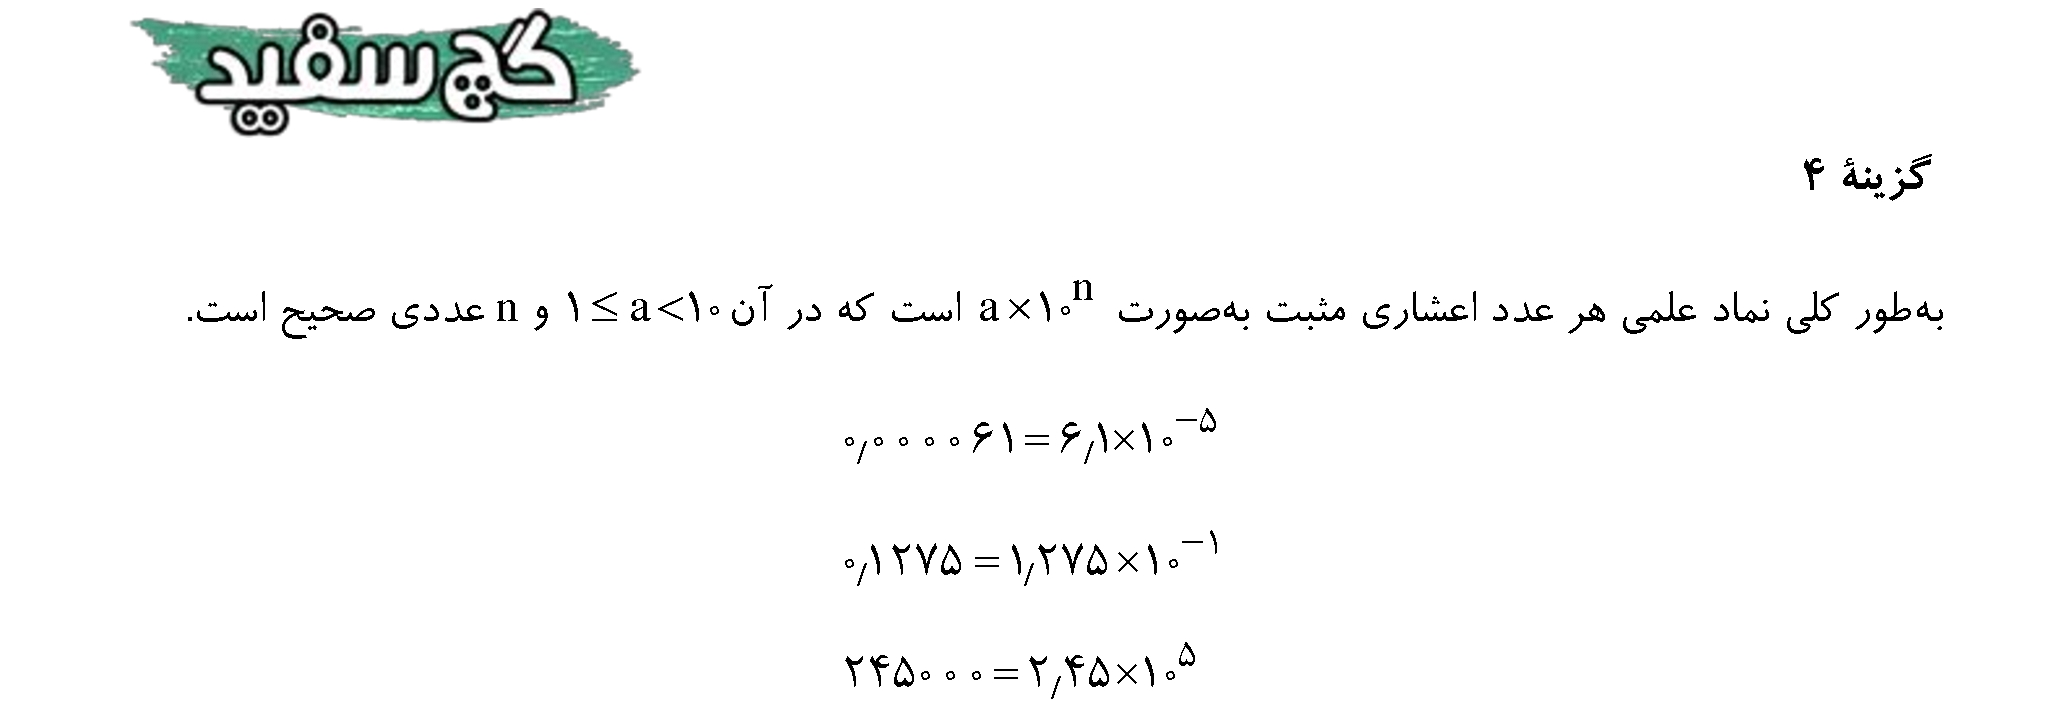 گچ سفید
گزینهٔ ۴
به‌طور کلی نماد علمی هر عدد اعشاری مثبت به‌صورت a×۱۰ⁿ است که در آن ۱≤a<۱۰ و n عددی صحیح است.
۰٫۰۰۰۰۶۱=۶٫۱×۱۰^−۵
۰٫۱۲۷۵=۱٫۲۷۵×۱۰^−۱
۲۴۵۰۰۰=۲٫۴۵×۱۰^۵